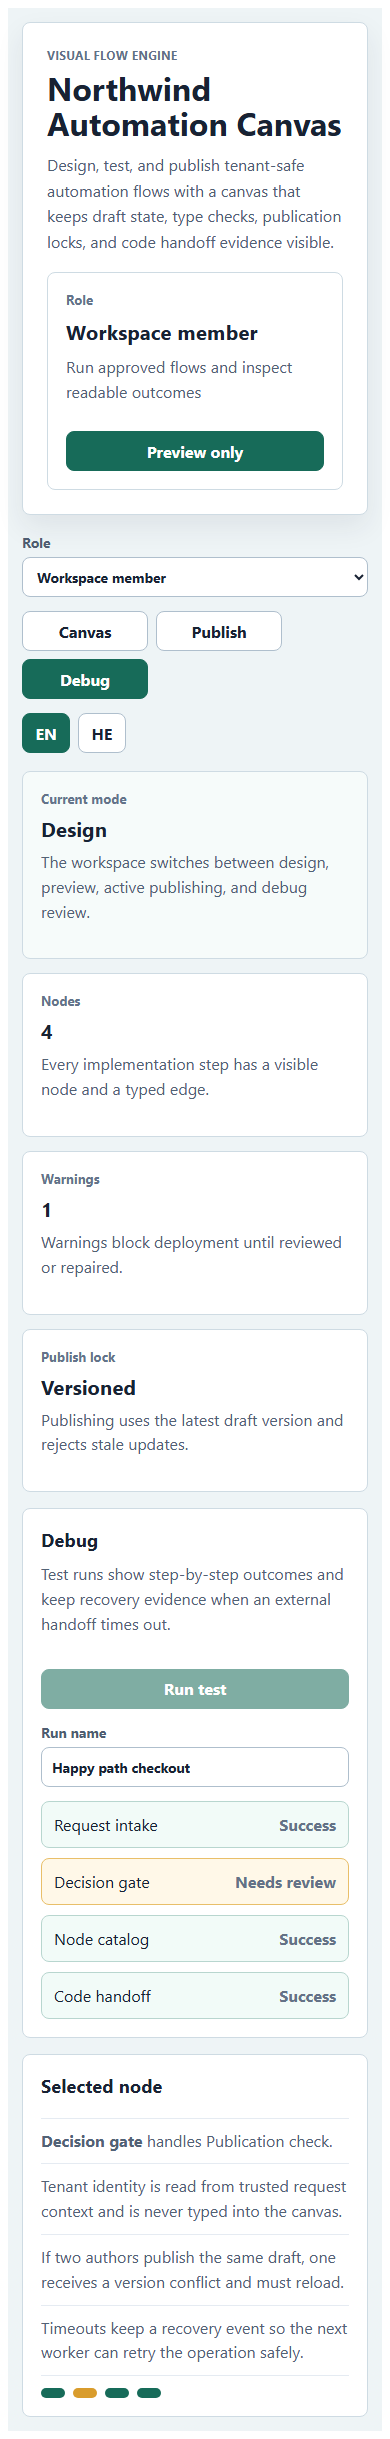 VISUAL FLOW ENGINE
Northwind
Automation Canvas
Design, test, and publish tenant-safe
automation flows with a canvas that
keeps draft state, type checks, publication
locks, and code handoff evidence visible.
Role
Workspace member
Run approved flows and inspect
readable outcomes
Preview only
Role
Workspace member
Canvas
Publish
Debug
EN
HE
Current mode
Design
The workspace switches between design,
preview, active publishing, and debug
review.
Nodes
4
Every implementation step has a visible
node and a typed edge.
Warnings
1
Warnings block deployment until reviewed
or repaired.
Publish lock
Versioned
Publishing uses the latest draft version and
rejects stale updates.
Debug
Test runs show step-by-step outcomes and
keep recovery evidence when an external
handoff times out.
Run test
Run name
Happy path checkout
Request intake Success
Decision gate Needs review
Node catalog Success
Code handoff Success
Selected node
Decision gate handles Publication check.
Tenant identity is read from trusted request
context and is never typed into the canvas.
If two authors publish the same draft, one
receives a version conflict and must reload.
Timeouts keep a recovery event so the next
worker can retry the operation safely.